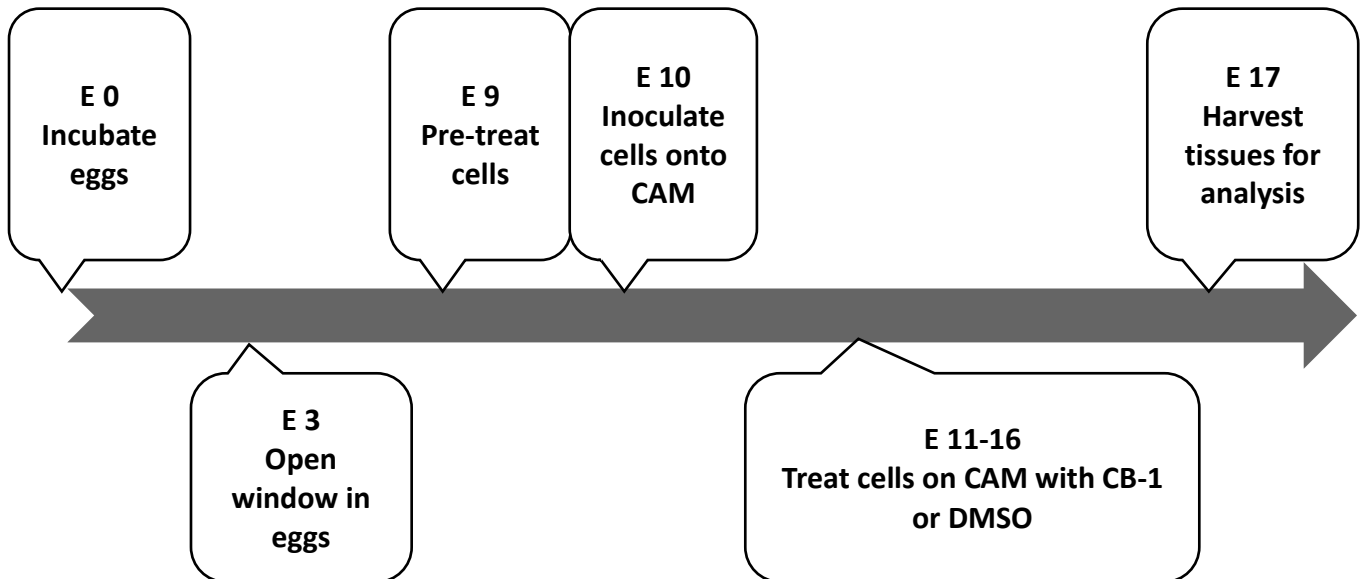 E 0
Incubate
eggs
E 3
Open
window in
eggs
E 9
Pre-treat
cells
E 10
Inoculate
cells onto
CAM
E 11-16
Treat cells on CAM with CB-1
or DMSO
E 17
Harvest
tissues for
analysis